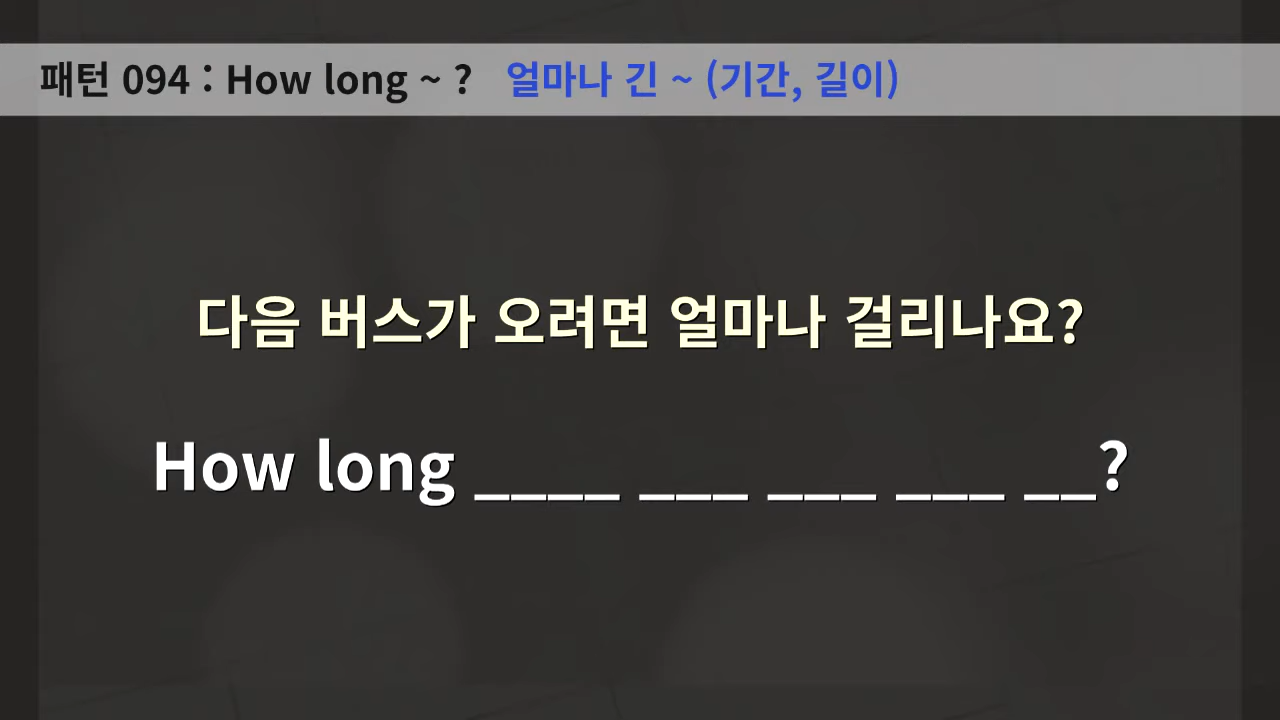 패턴 094 : How long ~ ? 얼마나 긴 ~ (기간, 길이)
다음 버스가 오려면 얼마나 걸리나요?
How long ____ ___ ___ ___ __?